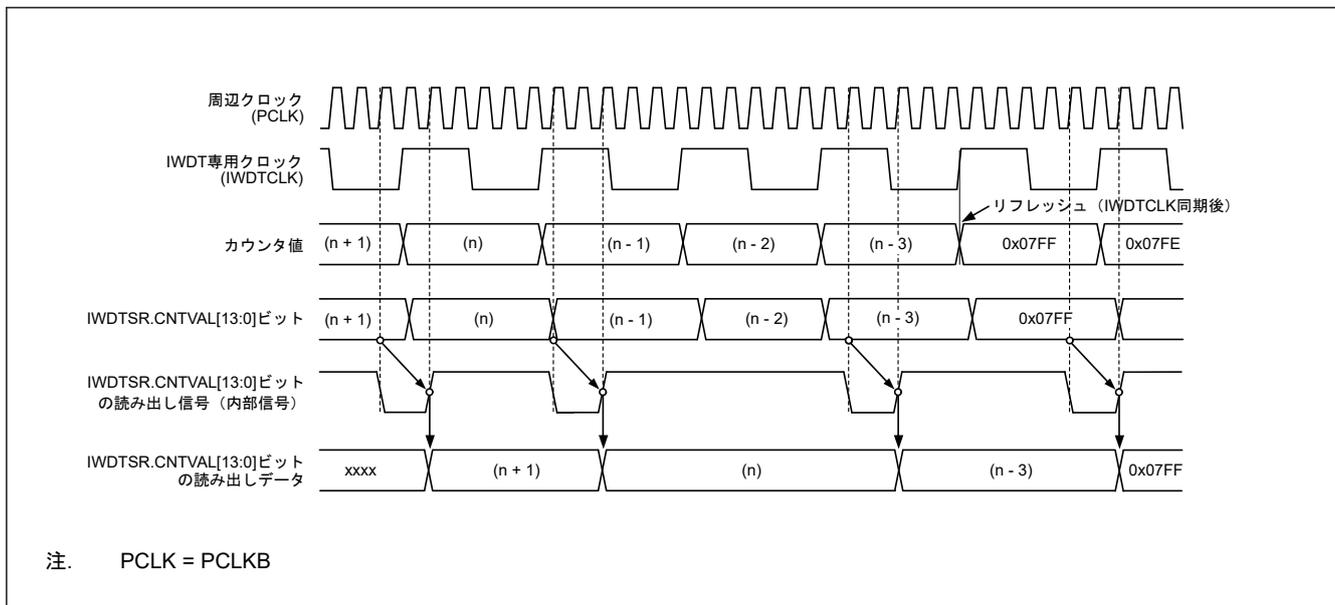 周辺クロック
(PCLK)
IWDT専用クロック
(IWDTCLK)
リフレッシュ（IWDTCLK同期後）
カウンタ値
(n + 1)
(n)
(n - 1)
(n - 2)
(n - 3)
0x07FF
0x07FE
IWDTSR.CNTVAL[13:0]ビット
(n + 1)
(n)
(n - 1)
(n - 2)
(n - 3)
0x07FF
IWDTSR.CNTVAL[13:0]ビット
の読み出し信号（内部信号）
IWDTSR.CNTVAL[13:0]ビット
の読み出しデータ
xxxx
(n + 1)
(n)
(n - 3)
0x07FF
注. PCLK = PCLKB